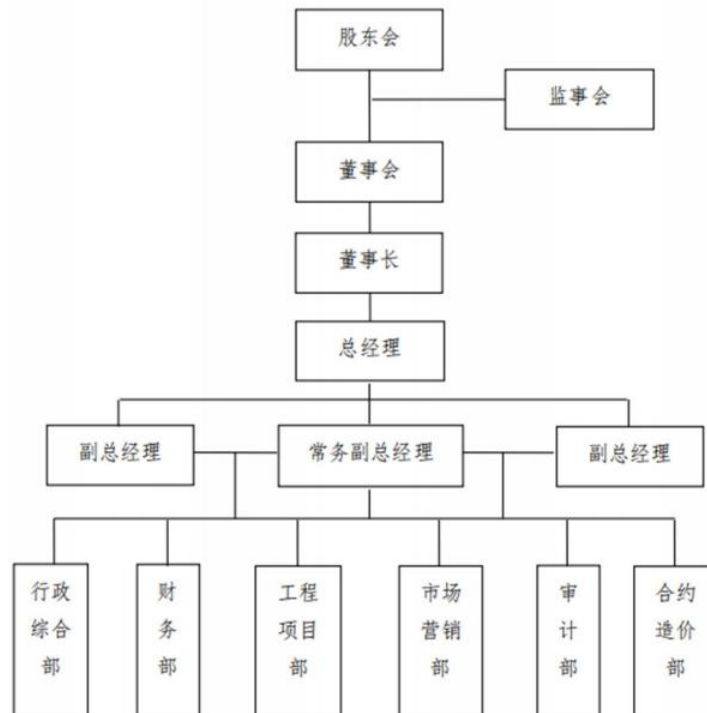 股东会
监事会
董事会
董事长
总经理
副总经理
常务副总经理
副总经理
行政
综合
部
财
务
部
工程
项目
部
市场
营销
部
审
计
部
合约
造价
部